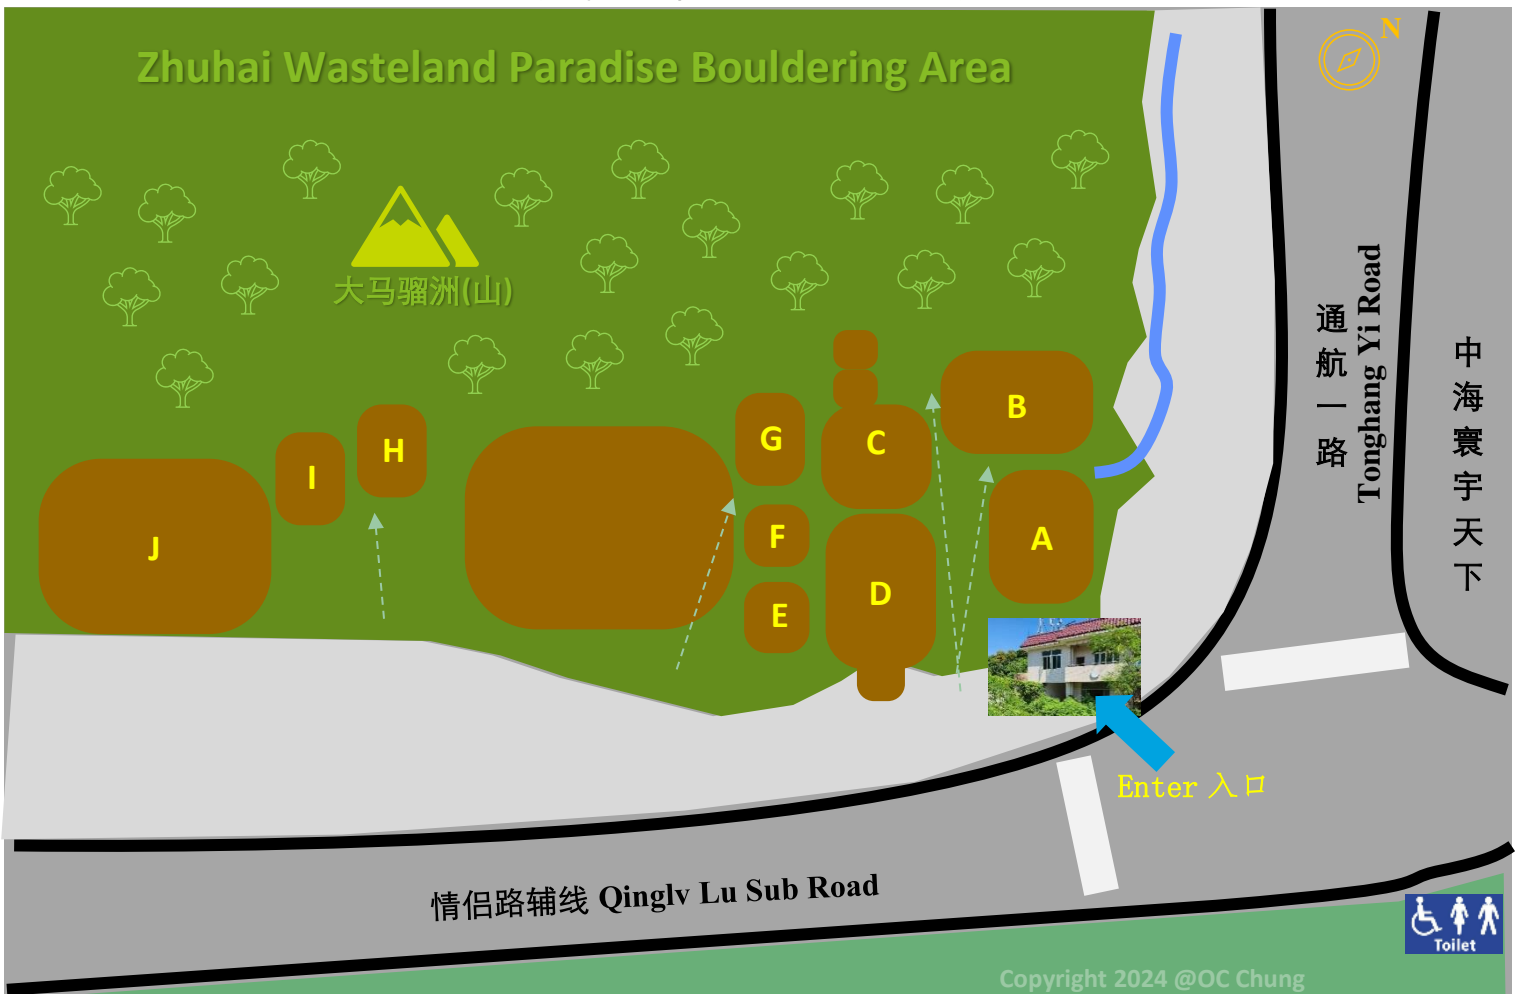 Zhuhai Wasteland Paradise Bouldering Area
N
大马骝洲(山)
通航一路
Tonghang Yi Road
中海寰宇天下
B
G
C
H
I
A
F
J
D
E
Enter 入口
情侣路辅线 Qinglv Lu Sub Road
Toilet
Copyright 2024 @OC Chung